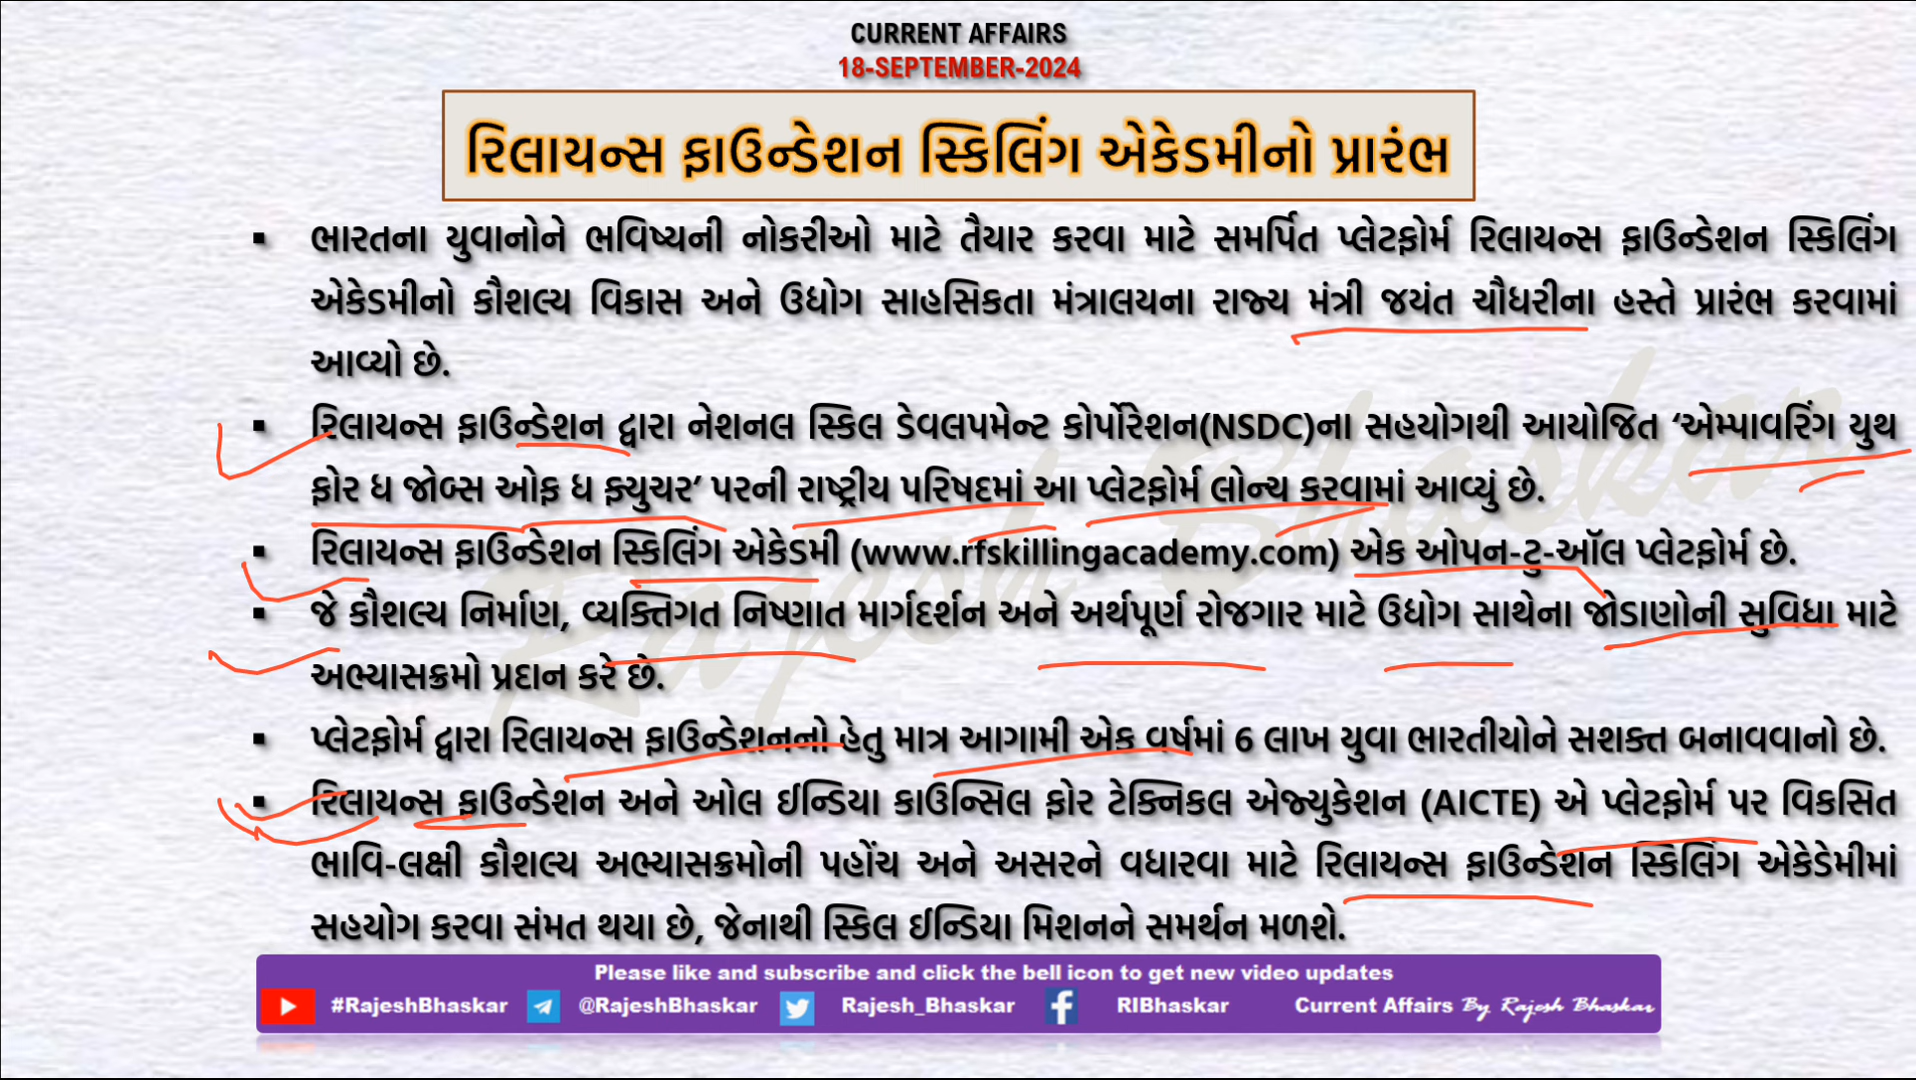 CURRENT AFFAIRS
18-SEPTEMBER-2024
રિલાયન્સ ફાઉન્ડેશન સ્કિલિંગ એકેડમીનો પ્રારંભ
▪ ભારતના યુવાનોને ભવિષ્યની નોકરીઓ માટે તૈયાર કરવા માટે સમર્પિત પ્લેટફોર્મ રિલાયન્સ ફાઉન્ડેશન સ્કિલિંગ
એકેડમીનો કૌશલ્ય વિકાસ અને ઉદ્યોગ સાહસિકતા મંત્રાલયના રાજ્ય મંત્રી જયંત ચૌધરીના હસ્તે પ્રારંભ કરવામાં
આવ્યો છે.
▪ રિલાયન્સ ફાઉન્ડેશન દ્વારા નેશનલ સ્કિલ ડેવલપમેન્ટ કોર્પોરેશન(NSDC)ના સહયોગથી આયોજિત ‘એમ્પાવરિંગ યુથ
ફોર ધ જોબ્સ ઓફ ધ ફ્યુચર’ પરની રાષ્ટ્રીય પરિષદમાં આ પ્લેટફોર્મ લોન્ચ કરવામાં આવ્યું છે.
▪ રિલાયન્સ ફાઉન્ડેશન સ્કિલિંગ એકેડમી (www.rfskillingacademy.com) એક ઓપન-ટુ-ઑલ પ્લેટફોર્મ છે.
▪ જે કૌશલ્ય નિર્માણ, વ્યક્તિગત નિષ્ણાત માર્ગદર્શન અને અર્થપૂર્ણ રોજગાર માટે ઉદ્યોગ સાથેના જોડાણોની સુવિધા માટે
અભ્યાસક્રમો પ્રદાન કરે છે.
▪ પ્લેટફોર્મ દ્વારા રિલાયન્સ ફાઉન્ડેશનનો હેતુ માત્ર આગામી એક વર્ષમાં 6 લાખ યુવા ભારતીયોને સશક્ત બનાવવાનો છે.
▪ રિલાયન્સ ફાઉન્ડેશન અને ઓલ ઈન્ડિયા કાઉન્સિલ ફોર ટેક્નિકલ એજ્યુકેશન (AICTE) એ પ્લેટફોર્મ પર વિકસિત
ભાવિ-લક્ષી કૌશલ્ય અભ્યાસક્રમોની પહોંચ અને અસરને વધારવા માટે રિલાયન્સ ફાઉન્ડેશન સ્કિલિંગ એકેડેમીમાં
સહયોગ કરવા સંમત થયા છે, જેનાથી સ્કિલ ઈન્ડિયા મિશનને સમર્થન મળશે.
Rajesh Bhaskar
Please like and subscribe and click the bell icon to get new video updates
#RajeshBhaskar @RajeshBhaskar Rajesh_Bhaskar RIBhaskar Current Affairs By Rajesh Bhaskar